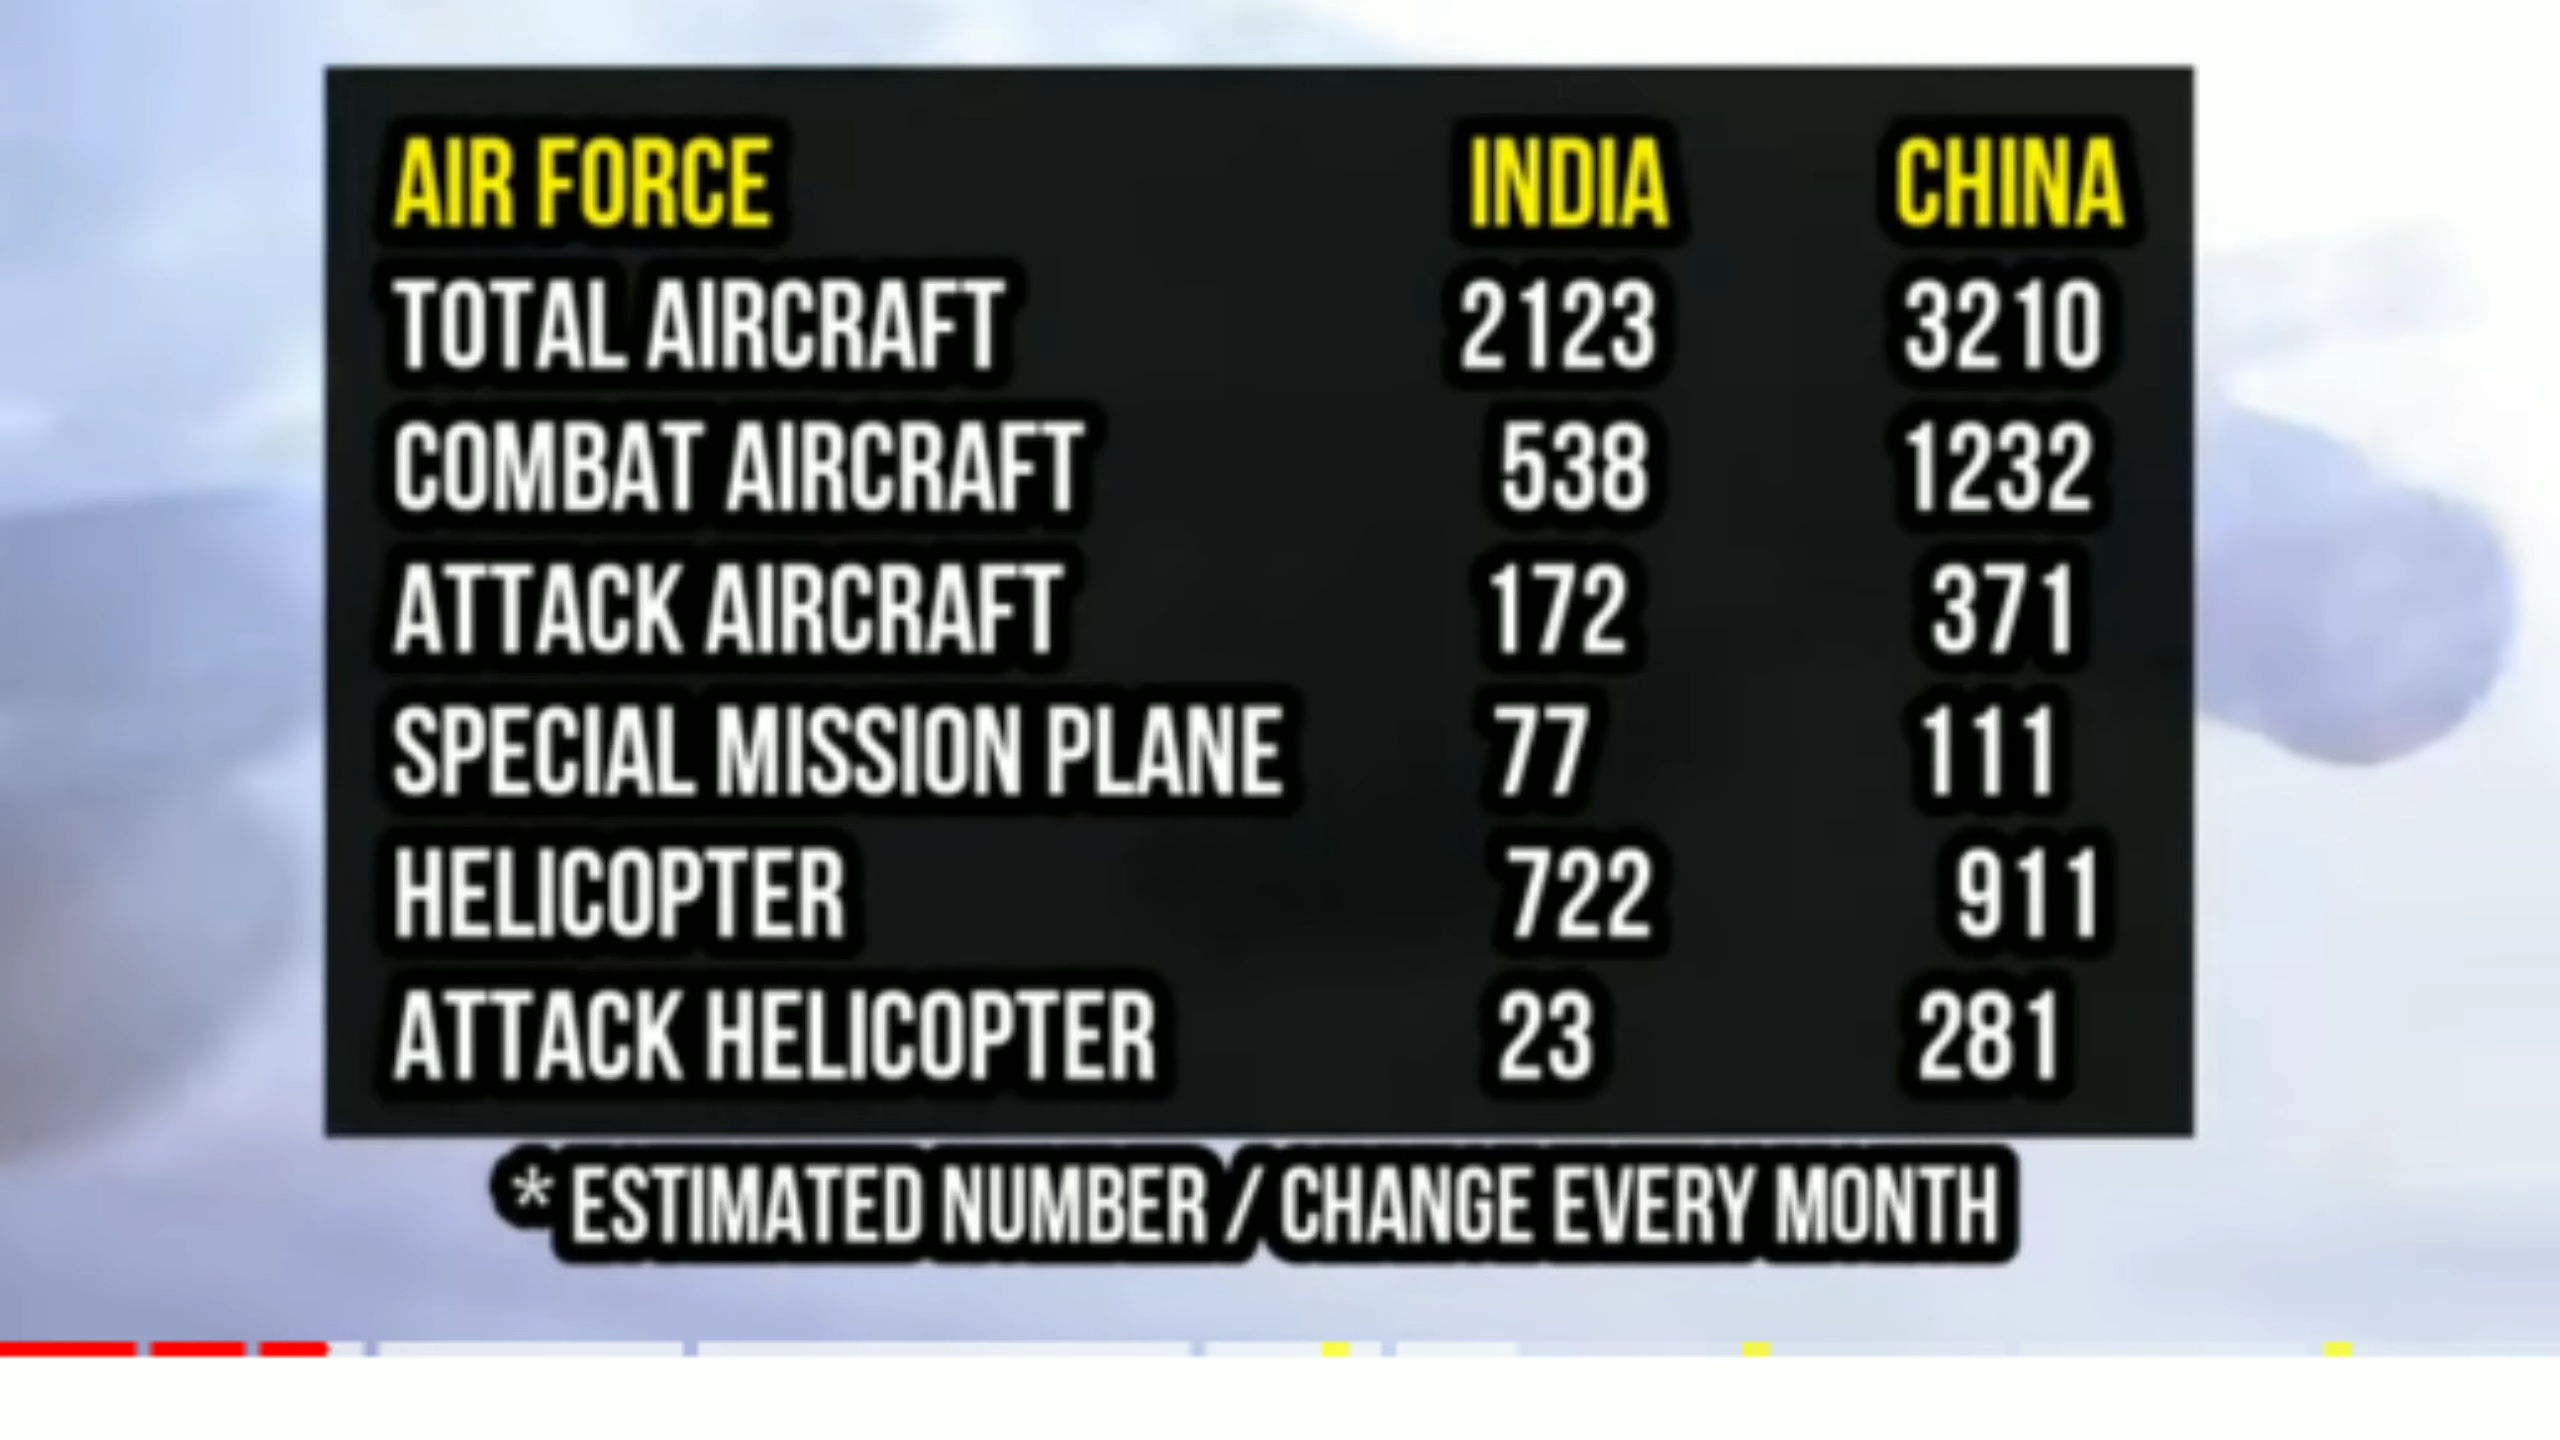 AIR FORCE INDIA CHINA
TOTAL AIRCRAFT 2123 3210
COMBAT AIRCRAFT 538 1232
ATTACK AIRCRAFT 172 371
SPECIAL MISSION PLANE 77 111
HELICOPTER 722 911
ATTACK HELICOPTER 23 281
* ESTIMATED NUMBER / CHANGE EVERY MONTH